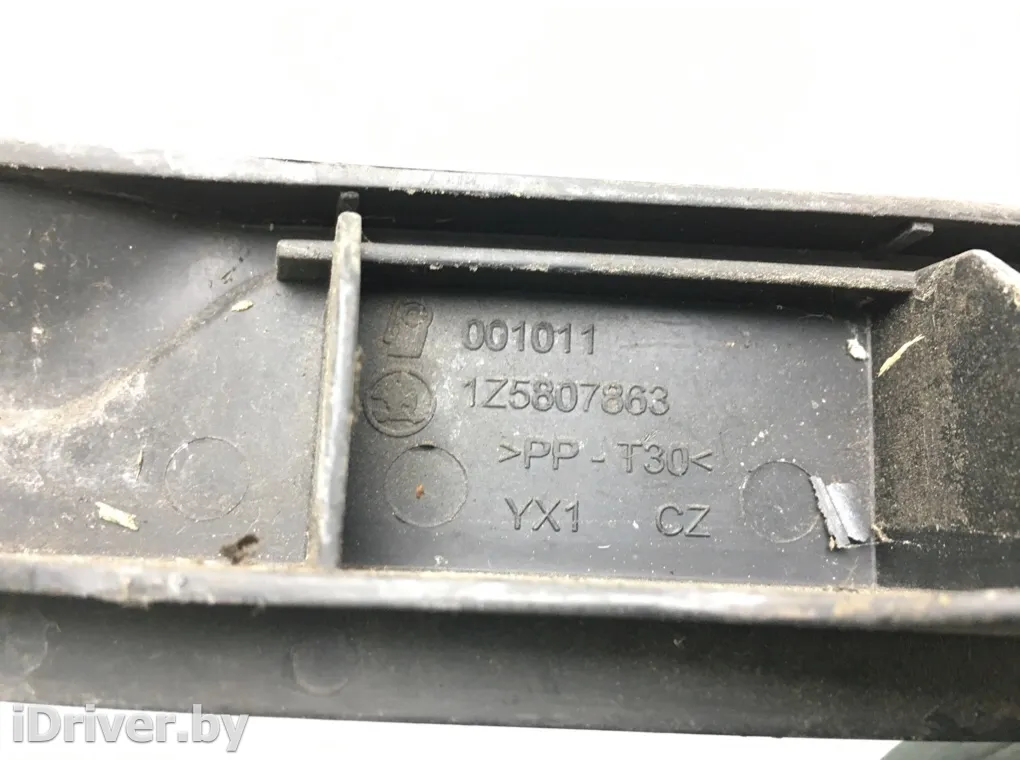 001011
1Z5807863
>PP-T30<
YX1 CZ
iDriver.by